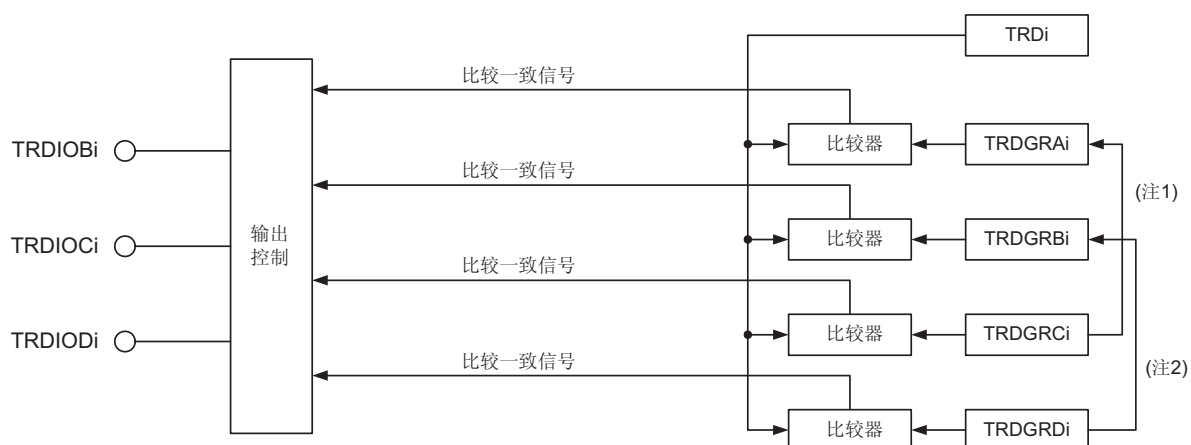 TRDi
比较一致信号
TRDIOBi
比较器
TRDGRAi
比较一致信号
(注1)
TRDIOCi
输出
控制
比较器
TRDGRBi
比较一致信号
TRDIODi
比较器
TRDGRCi
比较一致信号
(注2)
比较器
TRDGRDi